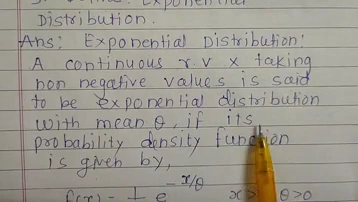 Distribution.
Ans: Exponential Distribution:
A continuous r.v x taking
non negative values is said
to be exponential distribution
with mean θ, if its
probability density function
is given by,
e^{-x/θ} x> θ>0